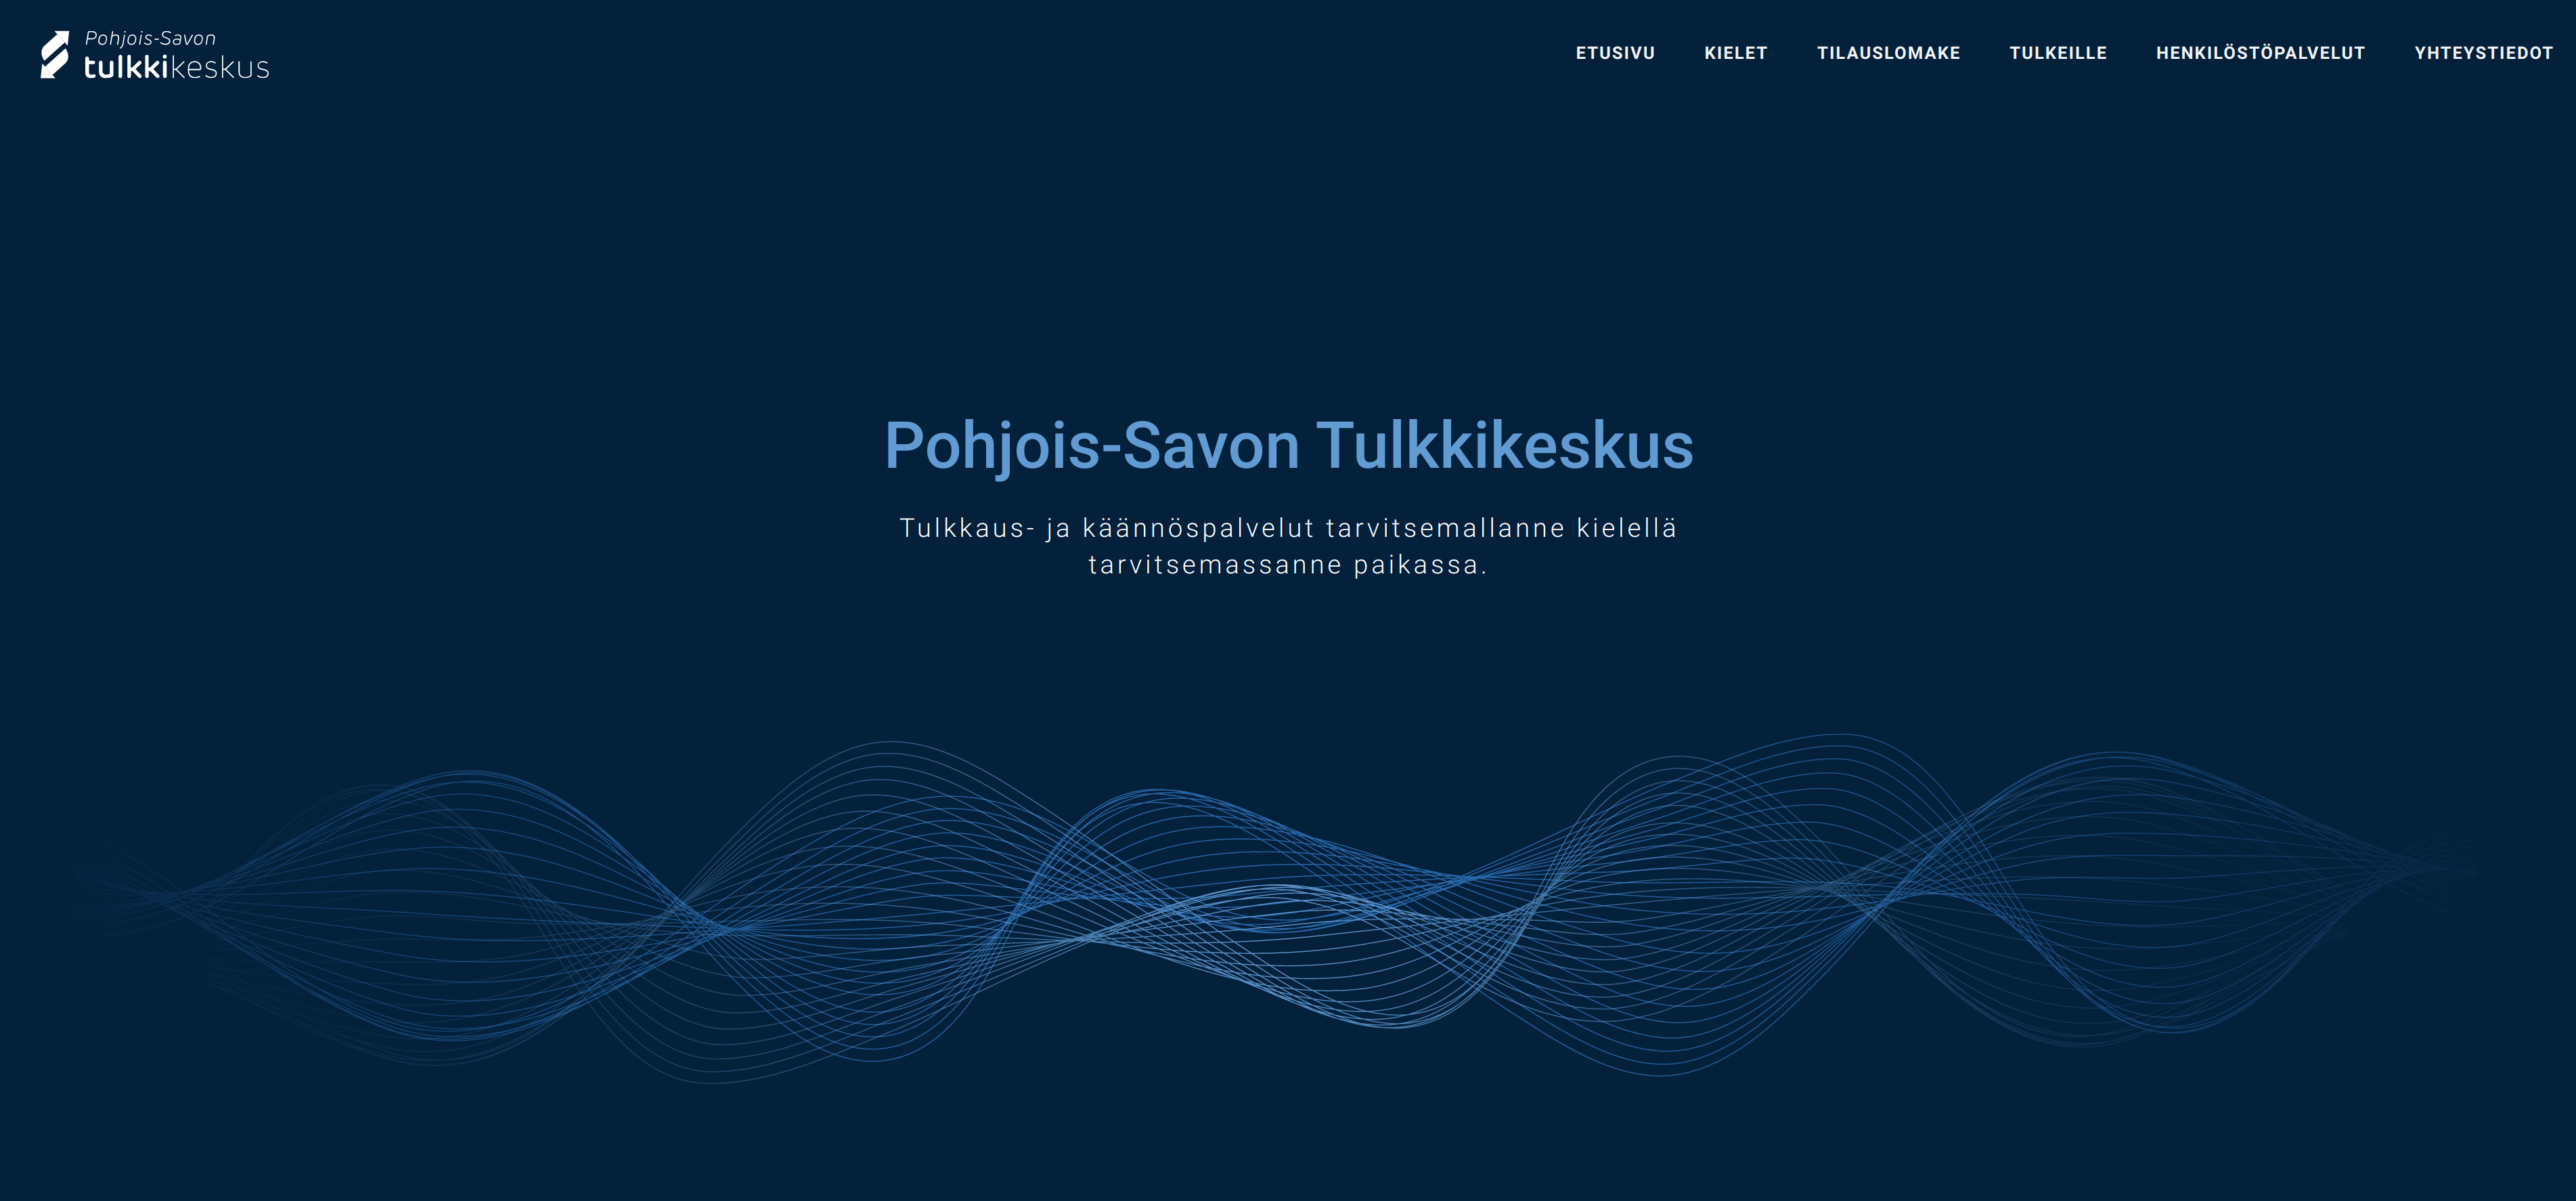 Pohjois-Savon
tulkkikeskus
ETUSIVU KIELET TILAUSLOMAKE TULKEILLE HENKILÖSTÖPALVELUT YHTEYSTIEDOT
Pohjois-Savon Tulkkikeskus
Tulkkaus- ja käännöspalvelut tarvitsemallanne kielellä
tarvitsemassanne paikassa.